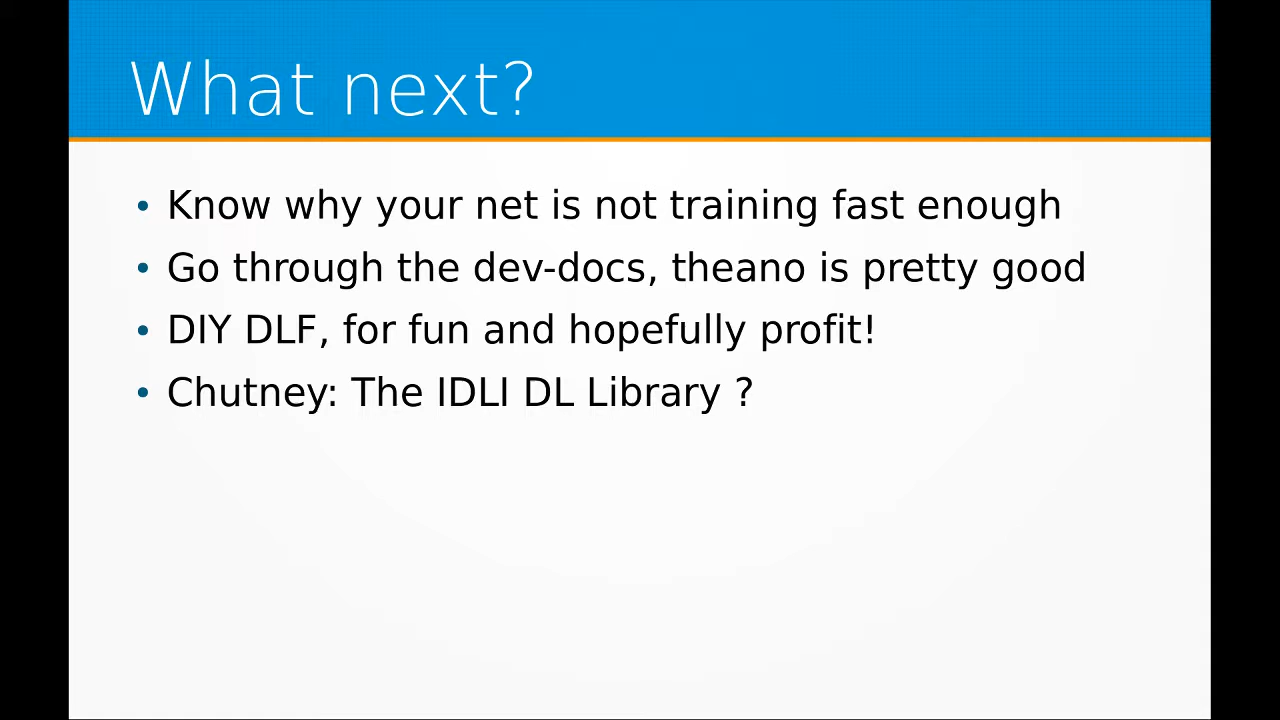 What next?
• Know why your net is not training fast enough
• Go through the dev-docs, theano is pretty good
• DIY DLF, for fun and hopefully profit!
• Chutney: The IDLI DL Library ?